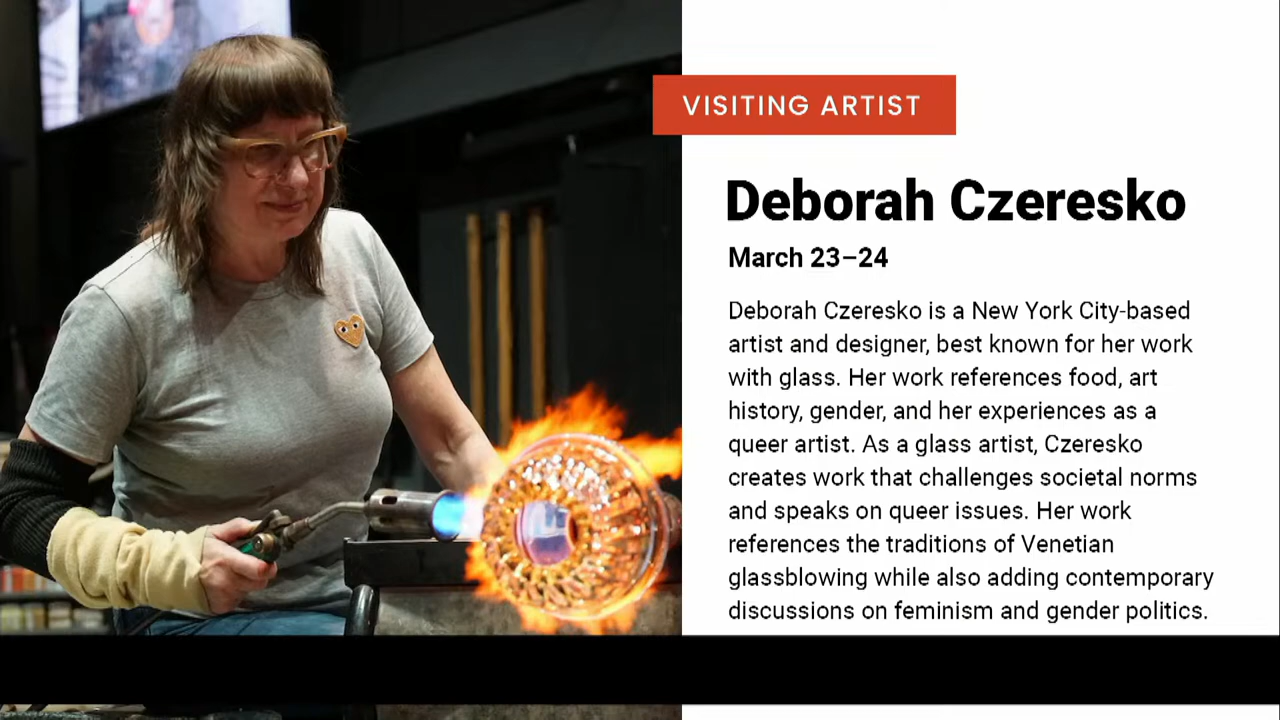 VISITING ARTIST
Deborah Czeresko
March 23–24
Deborah Czeresko is a New York City-based
artist and designer, best known for her work
with glass. Her work references food, art
history, gender, and her experiences as a
queer artist. As a glass artist, Czeresko
creates work that challenges societal norms
and speaks on queer issues. Her work
references the traditions of Venetian
glassblowing while also adding contemporary
discussions on feminism and gender politics.